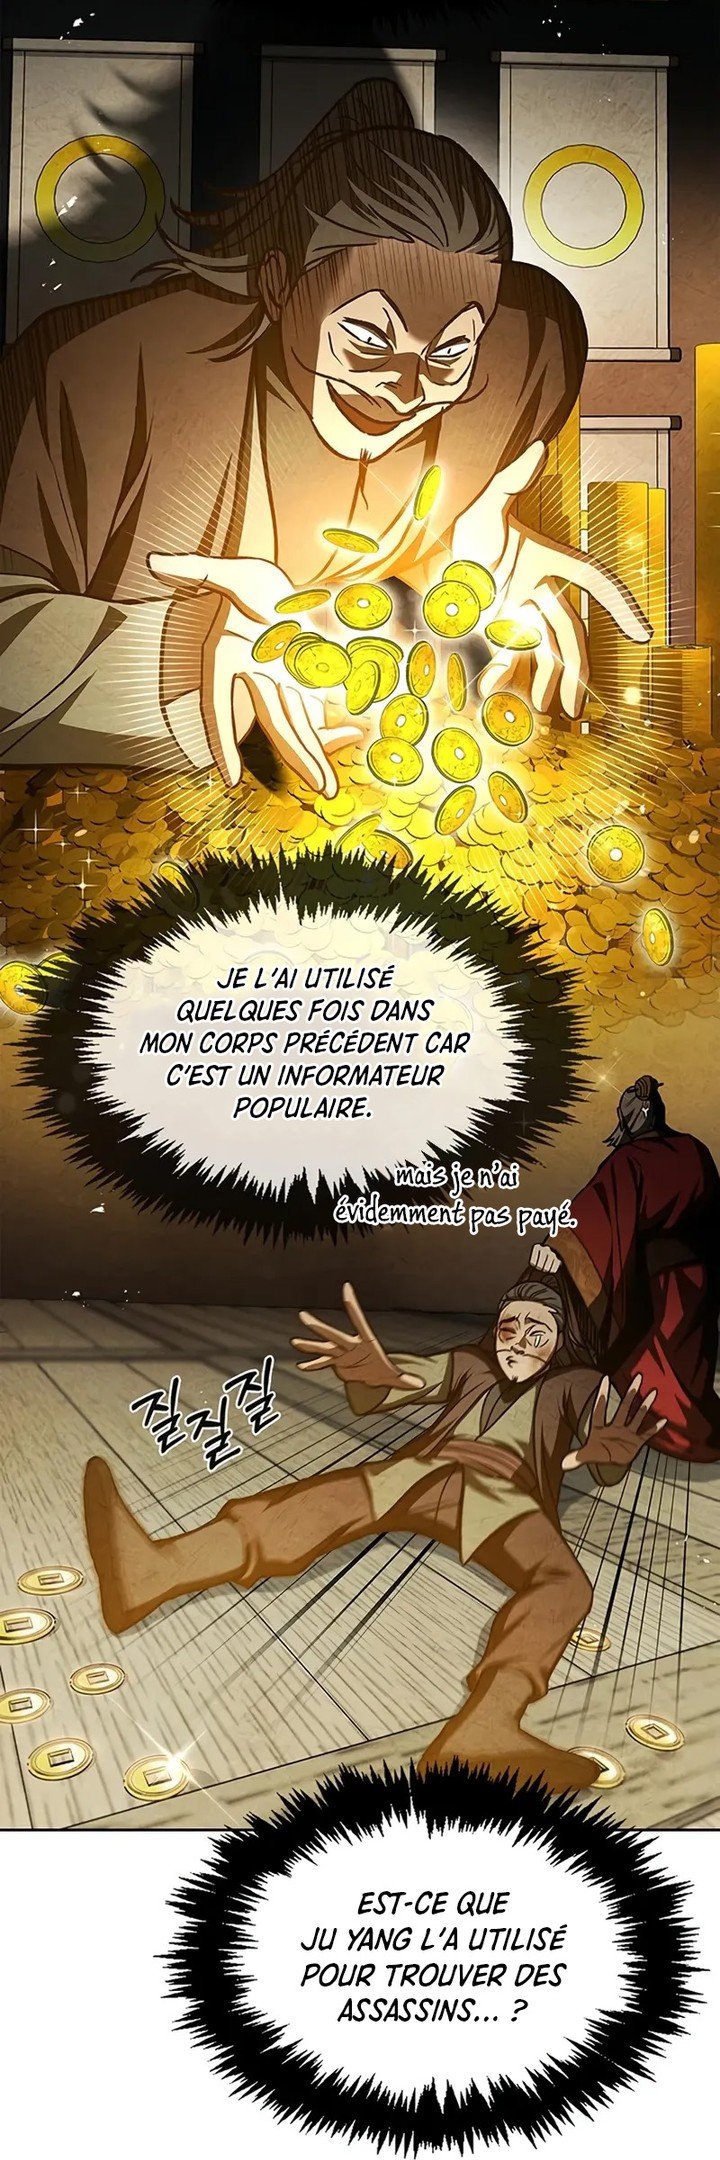 JE L'AI UTILISÉ
QUELQUES FOIS DANS
MON CORPS PRÉCÉDENT CAR
C'EST UN INFORMATEUR
POPULAIRE.
mais je n'ai
évidemment pas payé.
질질질
EST-CE QUE
JU YANG L'A UTILISÉ
POUR TROUVER DES
ASSASSINS... ?